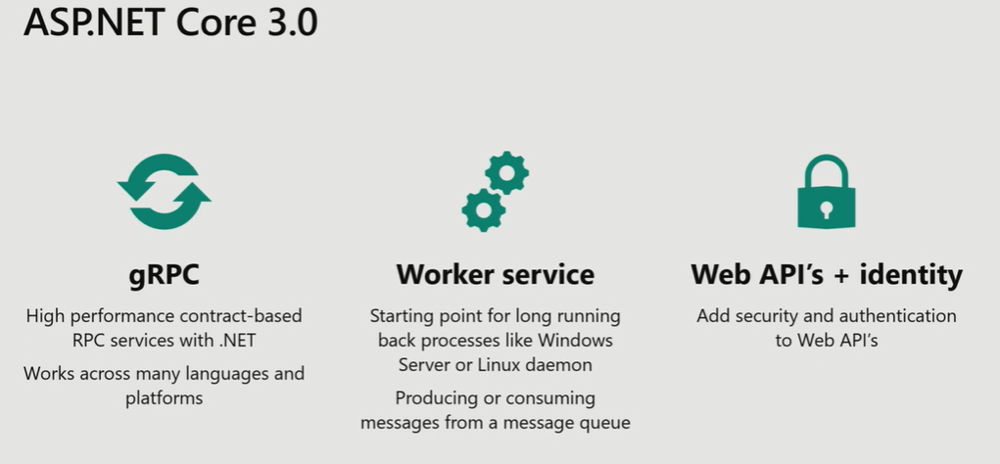 ASP.NET Core 3.0
gRPC
High performance contract-based
RPC services with .NET
Works across many languages and
platforms
Worker service
Starting point for long running
back processes like Windows
Server or Linux daemon
Producing or consuming
messages from a message queue
Web API’s + identity
Add security and authentication
to Web API’s